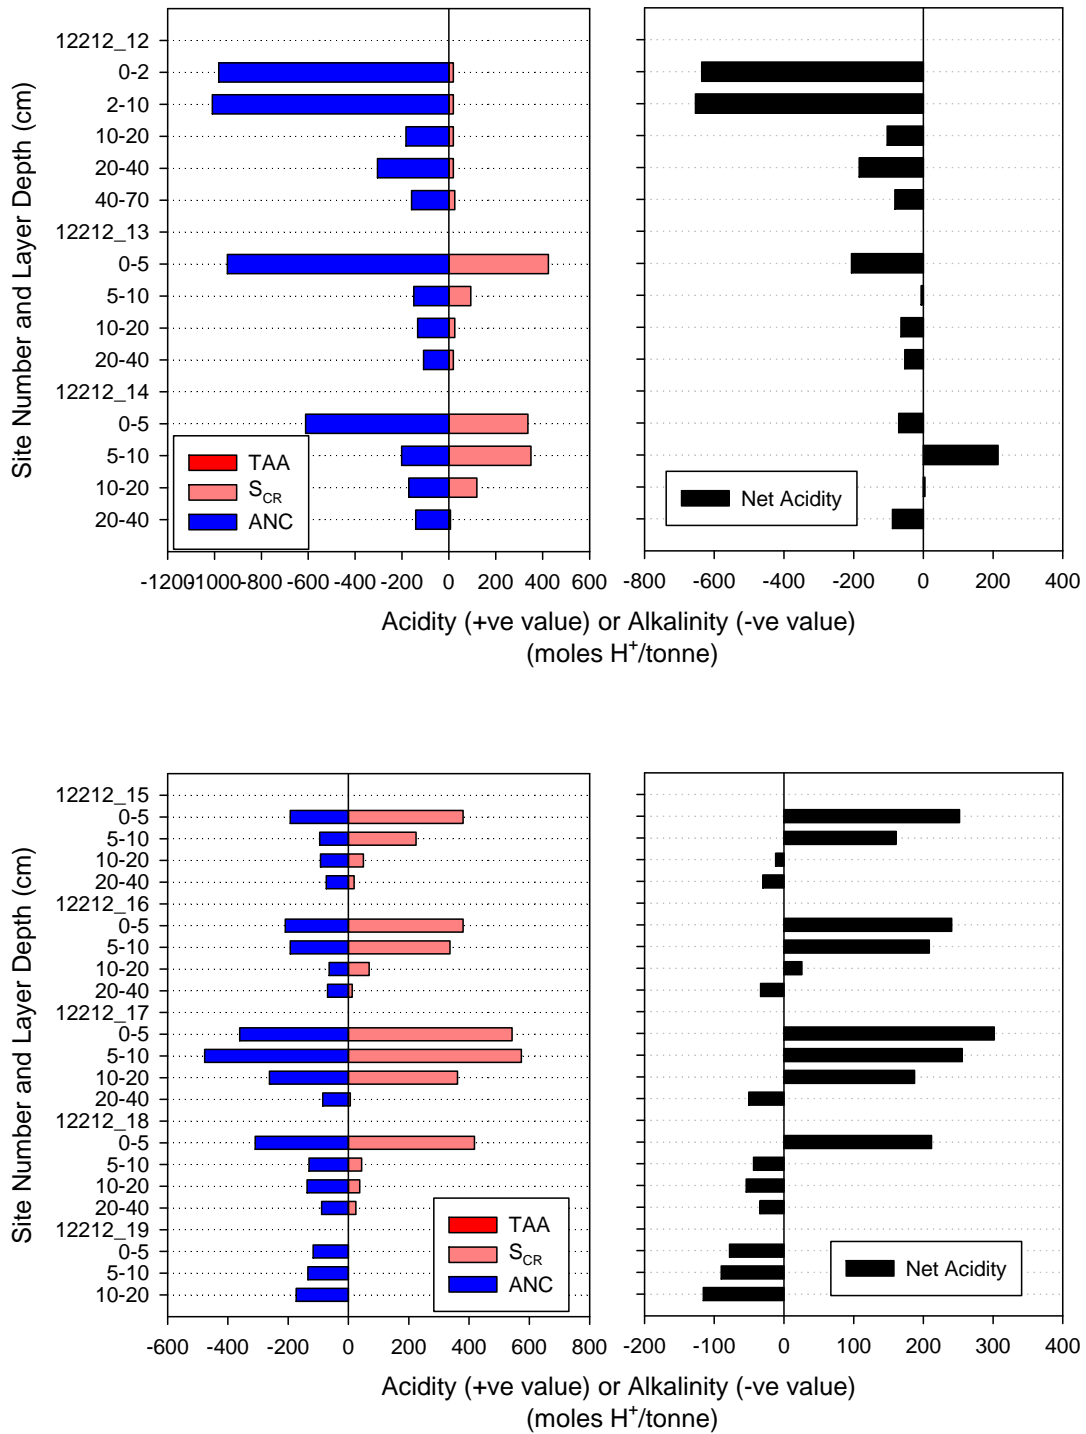 Site Number and Layer Depth (cm)
12212_12
0-2
2-10
10-20
20-40
40-70
12212_13
0-5
5-10
10-20
20-40
12212_14
0-5
5-10
10-20
20-40
TAA
S_CR
ANC
-1200 -1000 -800 -600 -400 -200 0 200 400 600
Net Acidity
-800 -600 -400 -200 0 200 400
Acidity (+ve value) or Alkalinity (-ve value)
(moles H⁺/tonne)
Site Number and Layer Depth (cm)
12212_15
0-5
5-10
10-20
20-40
12212_16
0-5
5-10
10-20
20-40
12212_17
0-5
5-10
10-20
20-40
12212_18
0-5
5-10
10-20
20-40
12212_19
0-5
5-10
10-20
TAA
S_CR
ANC
-600 -400 -200 0 200 400 600 800
Net Acidity
-200 -100 0 100 200 300 400
Acidity (+ve value) or Alkalinity (-ve value)
(moles H⁺/tonne)